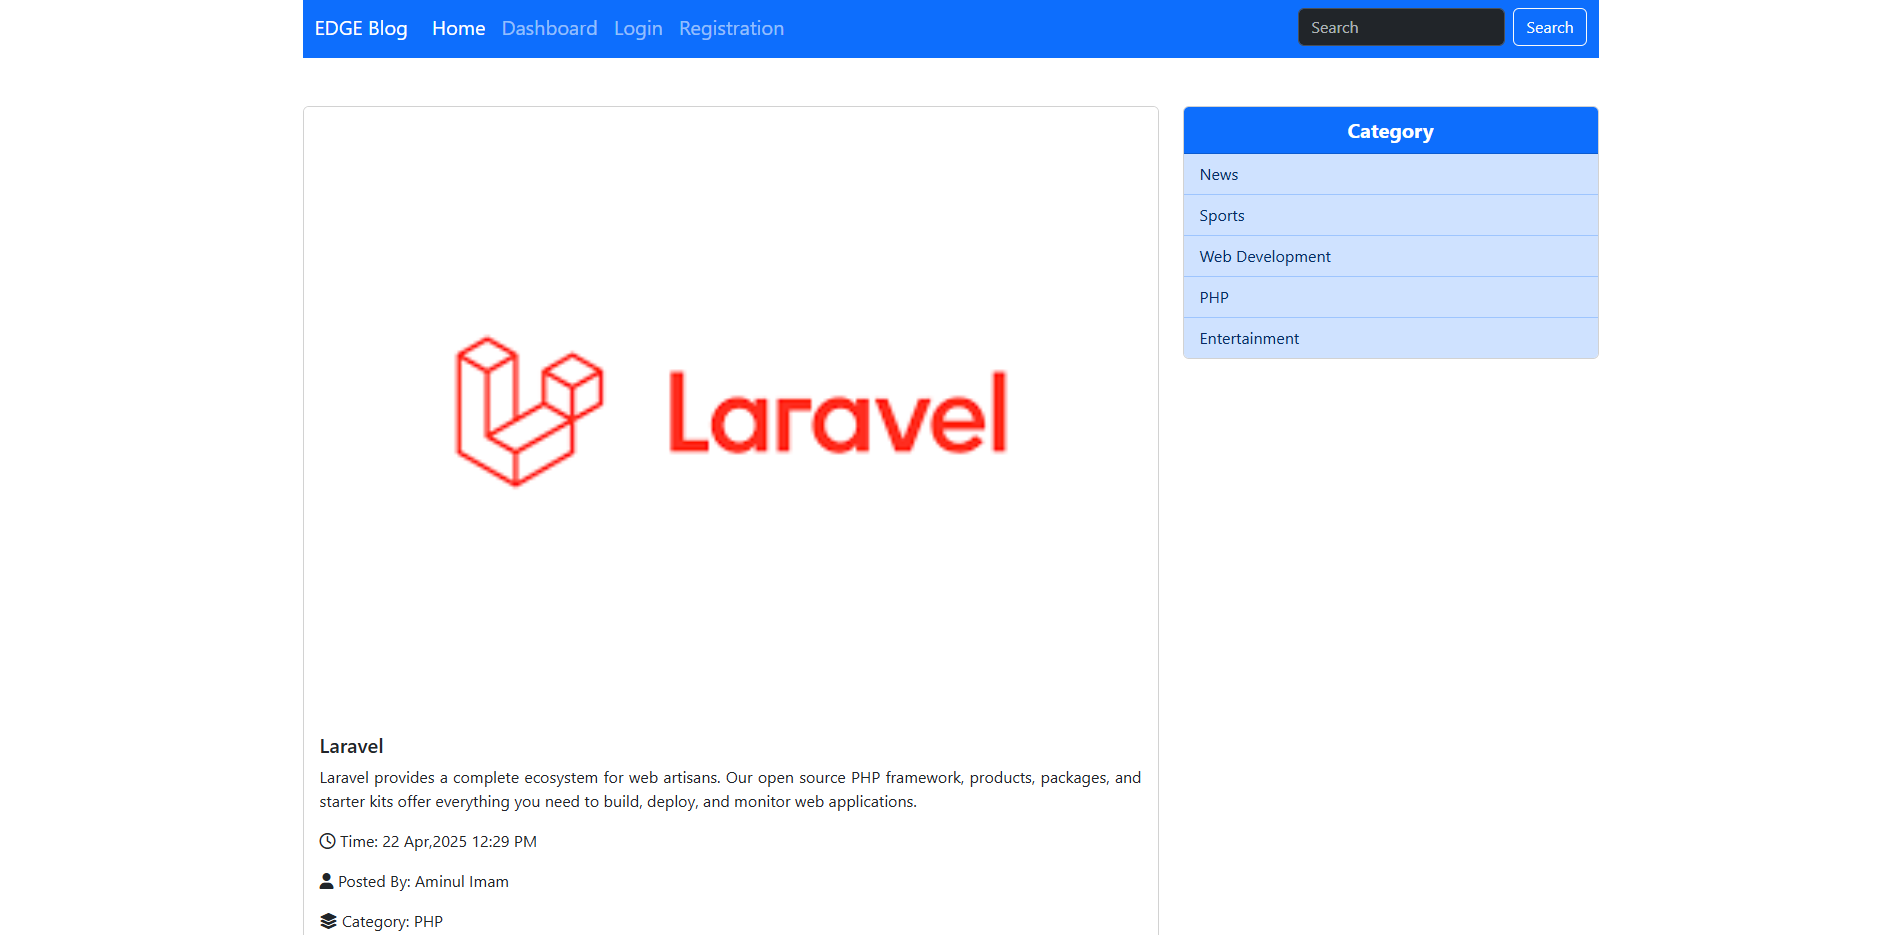 EDGE Blog Home Dashboard Login Registration Search Search
Laravel
Laravel
Laravel provides a complete ecosystem for web artisans. Our open source PHP framework, products, packages, and
starter kits offer everything you need to build, deploy, and monitor web applications.
Time: 22 Apr,2025 12:29 PM
Posted By: Aminul Imam
Category: PHP
Category
News
Sports
Web Development
PHP
Entertainment